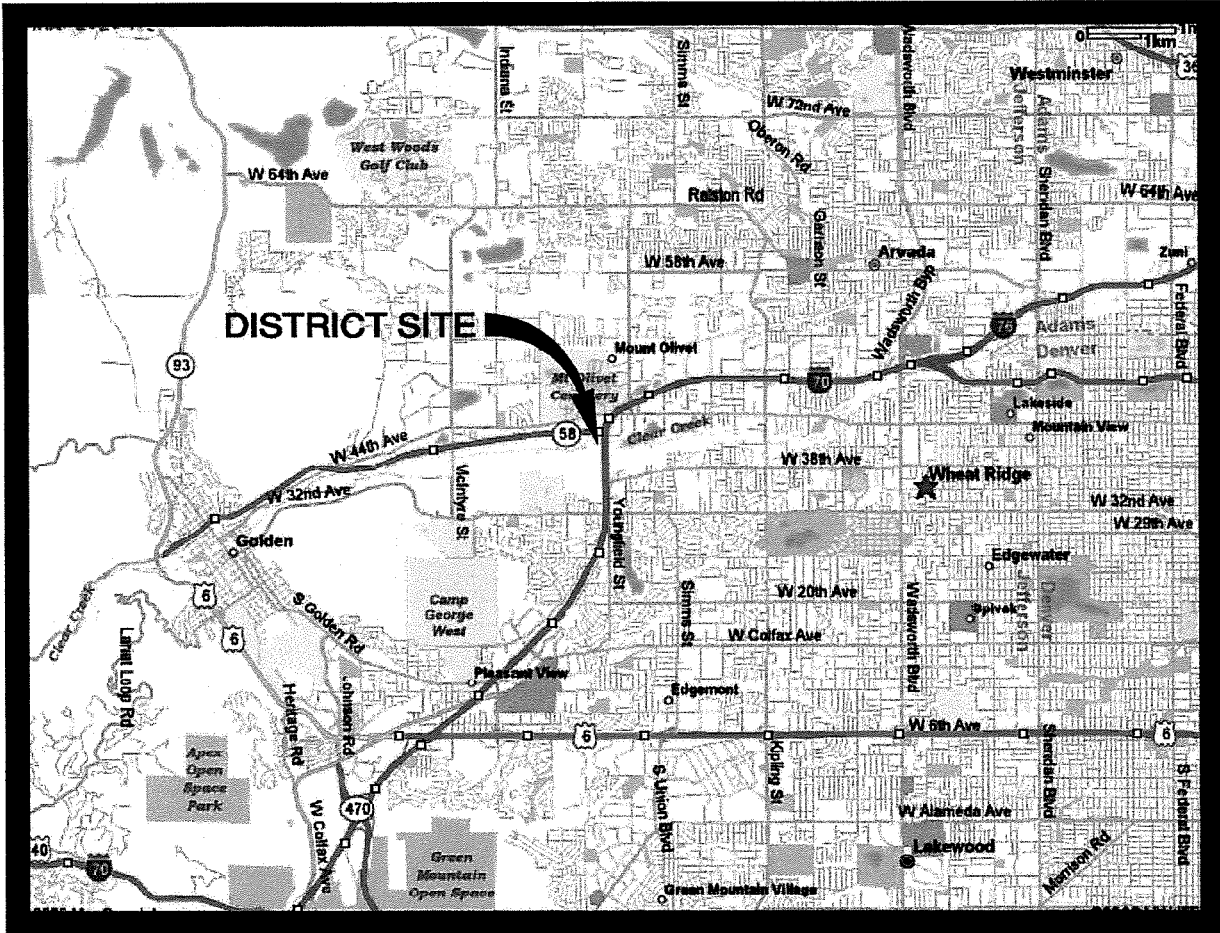 0
1km
Westminster
36
Indiana St
Simms St
Wadsworth Blvd
W 72nd Ave
Oberon Rd
Jefferson
Adams
West Woods
Golf Club
W 64th Ave
Ralston Rd
Sheridan Blvd
W 64th Ave
Garrison St
W 58th Ave
Arvada
Zuni
Wadsworth Byp
Federal Blvd
DISTRICT SITE
76
Adams
Denver
93
Mount Olivet
Mt Olivet
Cemetery
70
Lakeside
Clear Creek
Mountain View
58
W 44th Ave
W 38th Ave
Wheat Ridge
W 32nd Ave
McIntyre St
W 32nd Ave
Youngfield St
W 29th Ave
Golden
Edgewater
6
Camp
George
West
Simms St
W 20th Ave
Wadsworth Blvd
Spivak
Jefferson
Denver
Clear Creek
6
S Golden Rd
W Colfax Ave
Lariat Loop Rd
Pleasant View
Edgemont
Heritage Rd
Johnson Rd
W 6th Ave
6
6
Apex
Open
Space
Park
S Union Blvd
Kipling St
Sheridan Blvd
S Federal Blvd
470
W Colfax Ave
W Alameda Ave
Lakewood
40
70
Green
Mountain
Open Space
Morrison Rd
Green Mountain Village